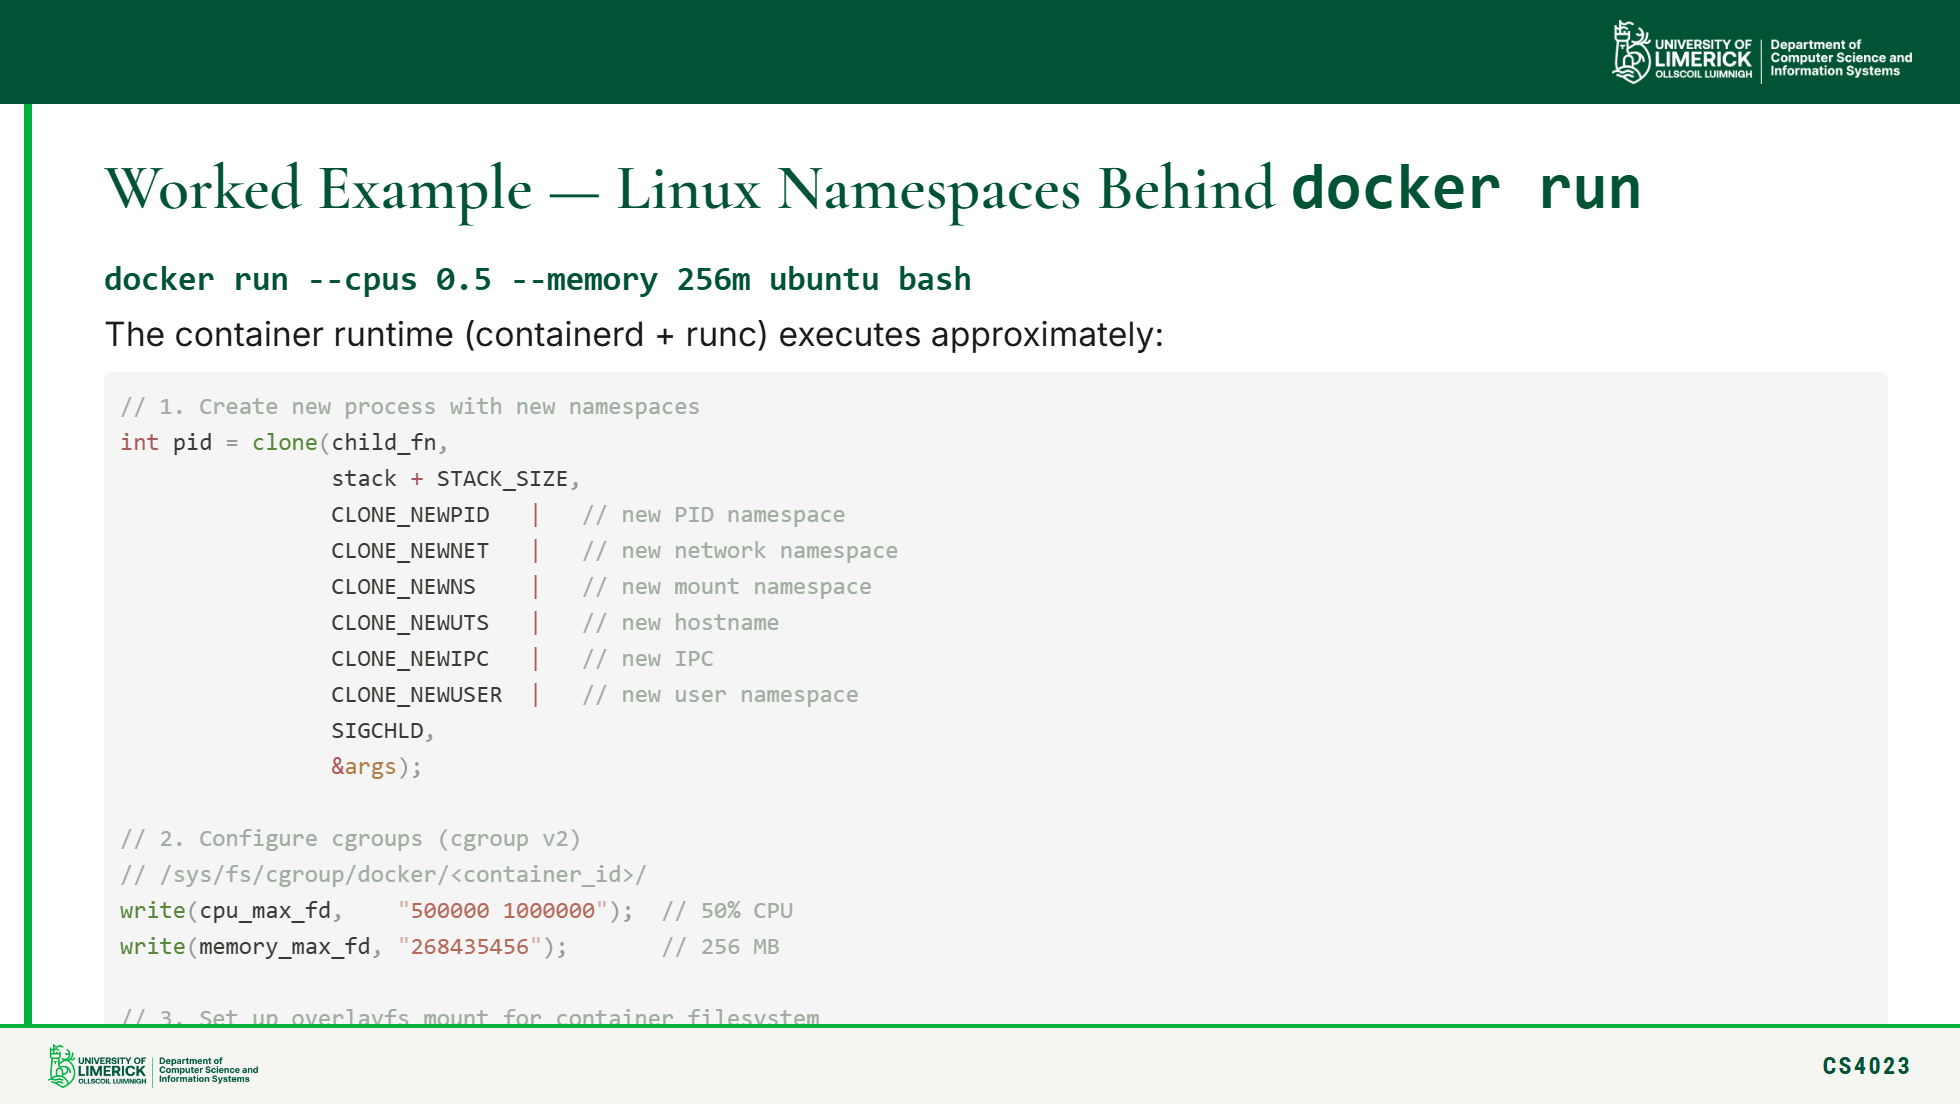 UNIVERSITY OF
LIMERICK
OLLSCOIL LUIMNIGH
Department of
Computer Science and
Information Systems
Worked Example — Linux Namespaces Behind docker run
docker run --cpus 0.5 --memory 256m ubuntu bash
The container runtime (containerd + runc) executes approximately:
// 1. Create new process with new namespaces
int pid = clone(child_fn,
                stack + STACK_SIZE,
                CLONE_NEWPID   |   // new PID namespace
                CLONE_NEWNET   |   // new network namespace
                CLONE_NEWNS    |   // new mount namespace
                CLONE_NEWUTS   |   // new hostname
                CLONE_NEWIPC   |   // new IPC
                CLONE_NEWUSER  |   // new user namespace
                SIGCHLD,
                &args);
// 2. Configure cgroups (cgroup v2)
// /sys/fs/cgroup/docker/<container_id>/
write(cpu_max_fd,    "500000 1000000");  // 50% CPU
write(memory_max_fd, "268435456");       // 256 MB
// 3. Set up overlayfs mount for container filesystem
UNIVERSITY OF
LIMERICK
OLLSCOIL LUIMNIGH
Department of
Computer Science and
Information Systems
CS4023